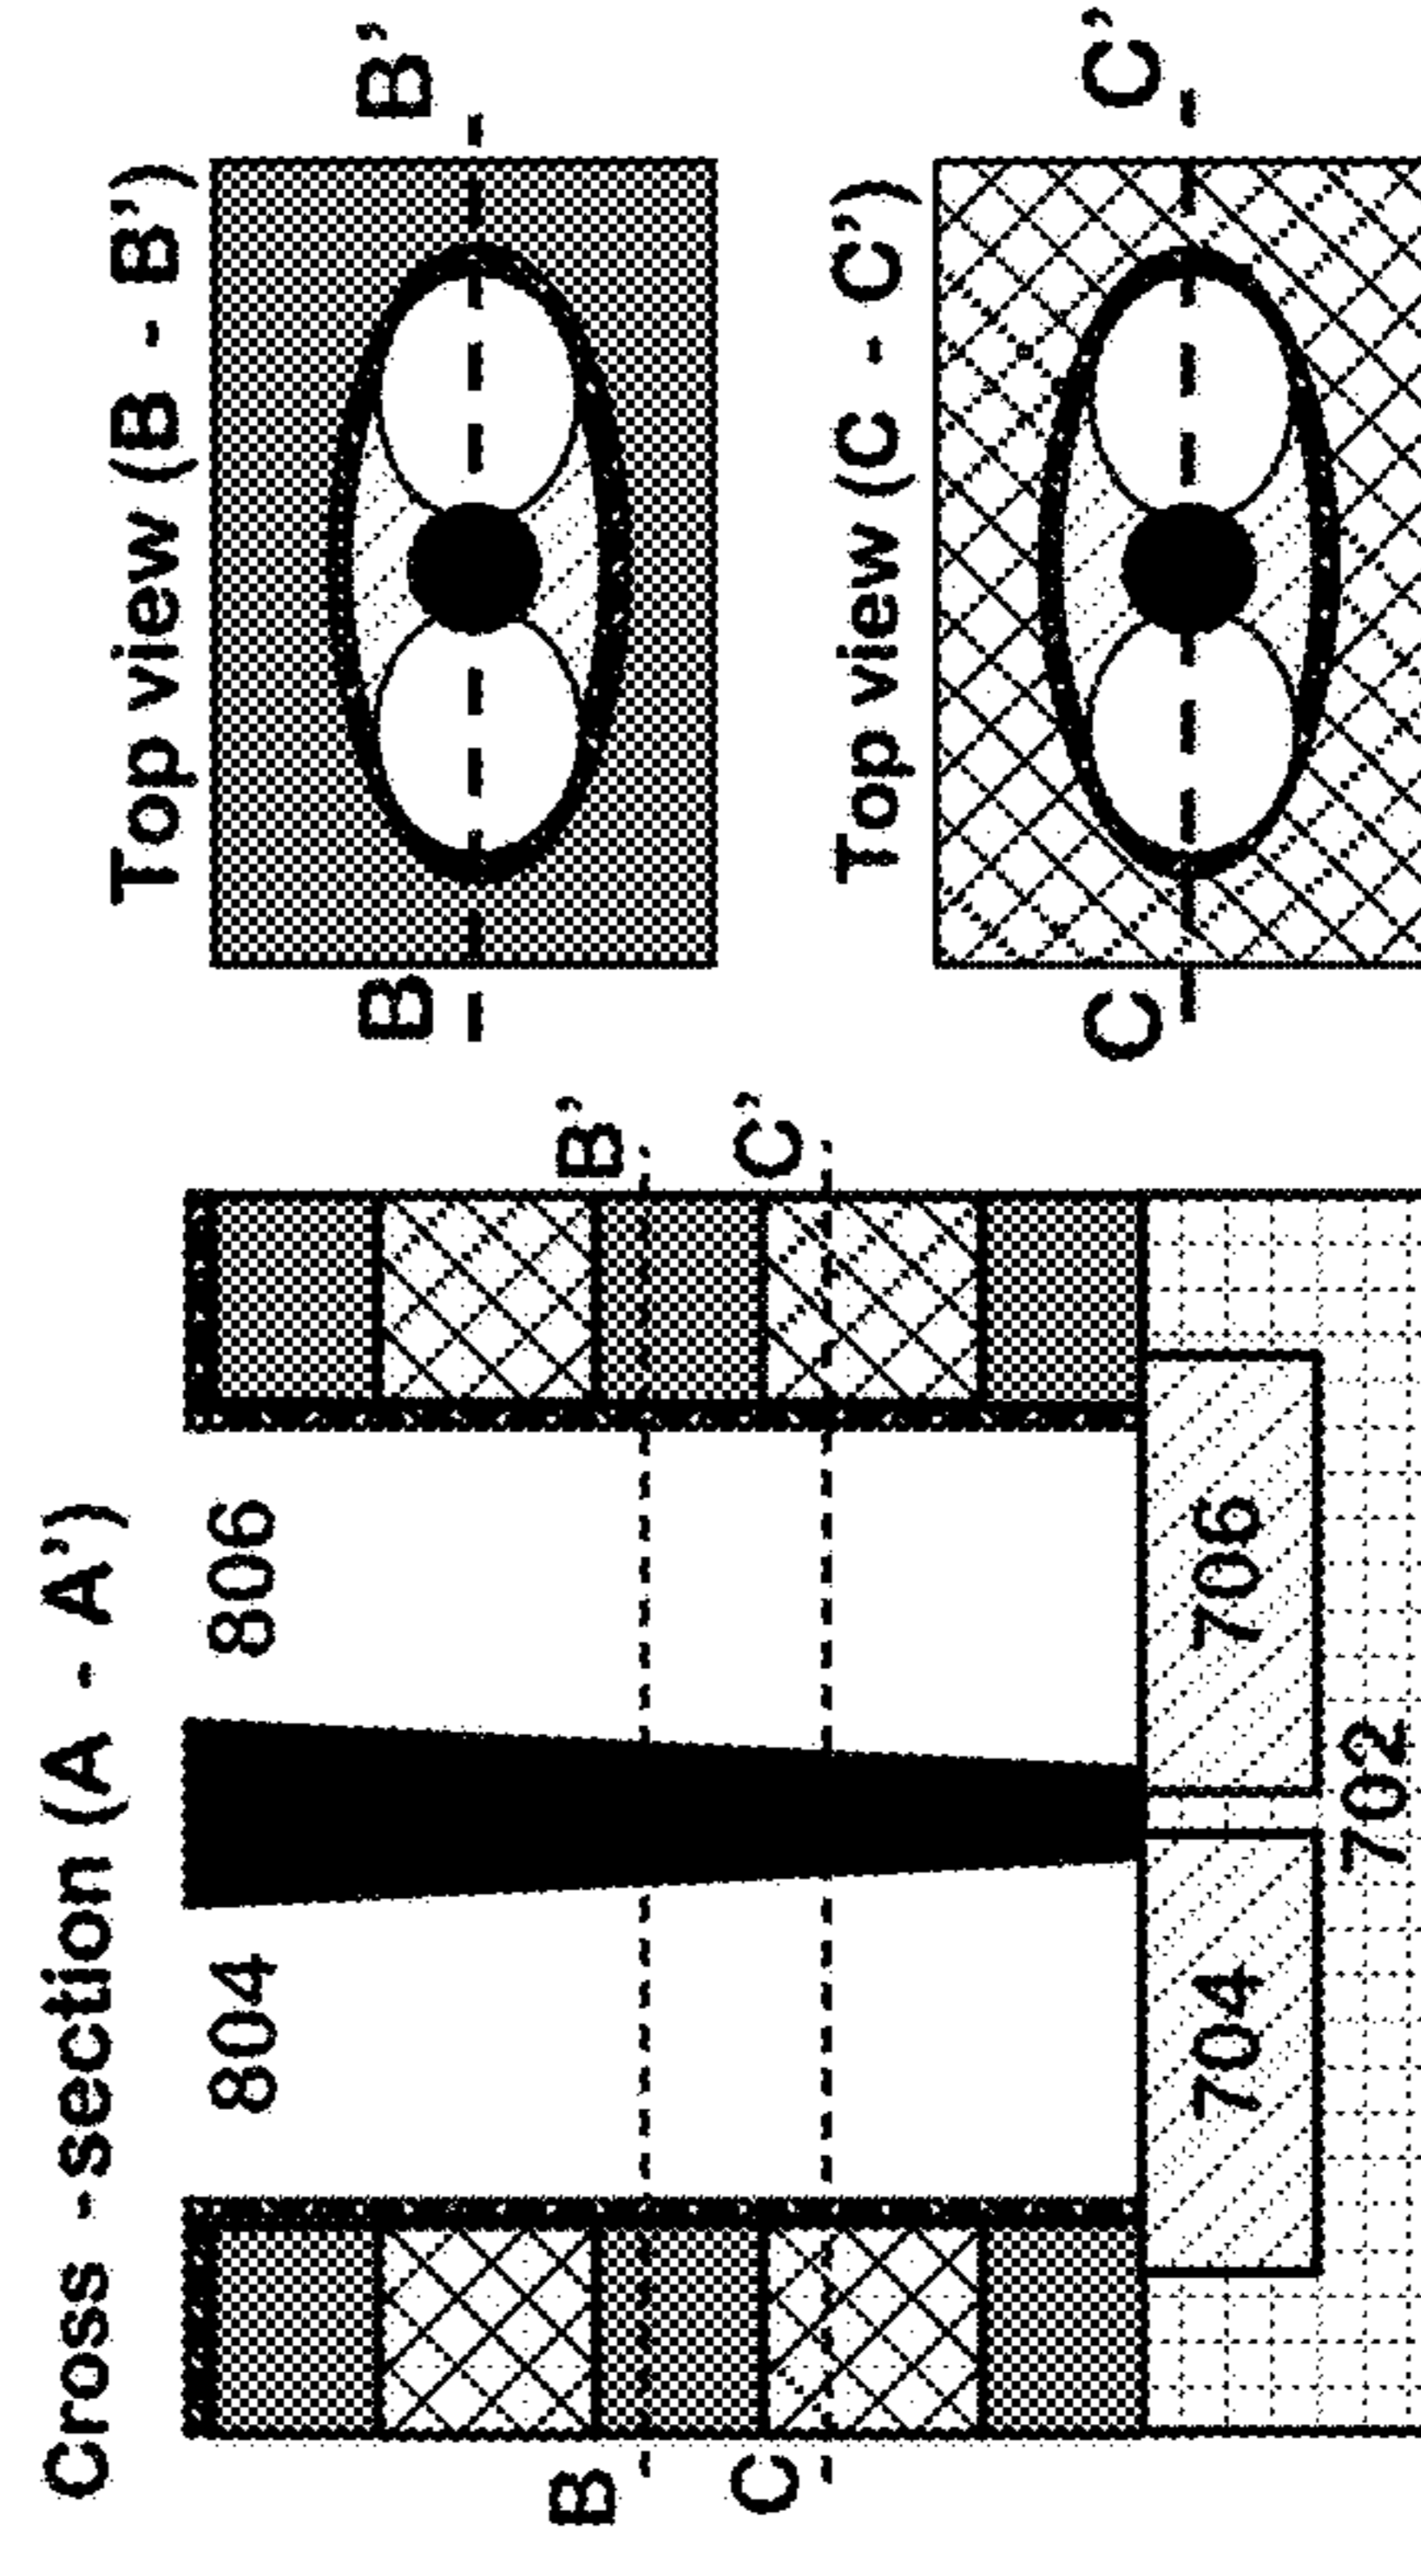 Cross - section (A - A’)
804
806
B
B’
C
C’
704
706
702
Top view (B - B’)
B
B’
Top view (C - C’)
C
C’